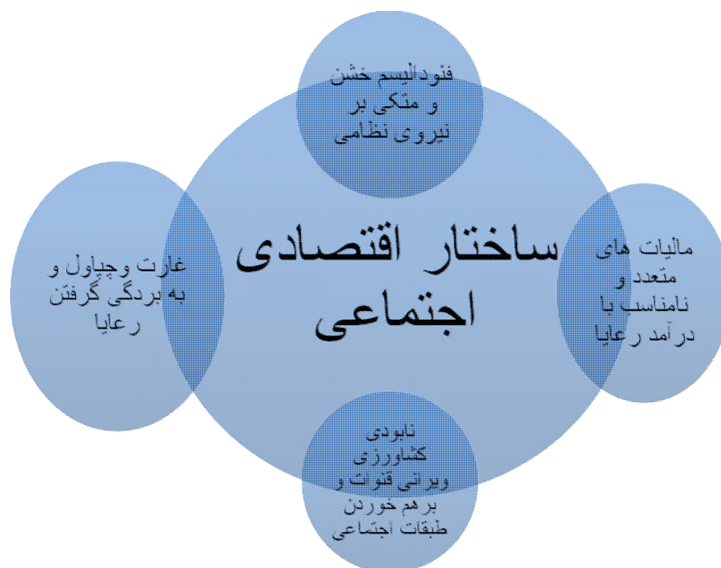 فئودالیسم خشن
و متکی بر
نیروی نظامی
ساختار اقتصادی
اجتماعی
مالیات های
متعدد و
نامناسب با
درآمد رعایا
غارت وچپاول و
به بردگی گرفتن
رعایا
نابودی
کشاورزی
ویرانی قنوات و
برهم خوردن
طبقات اجتماعی